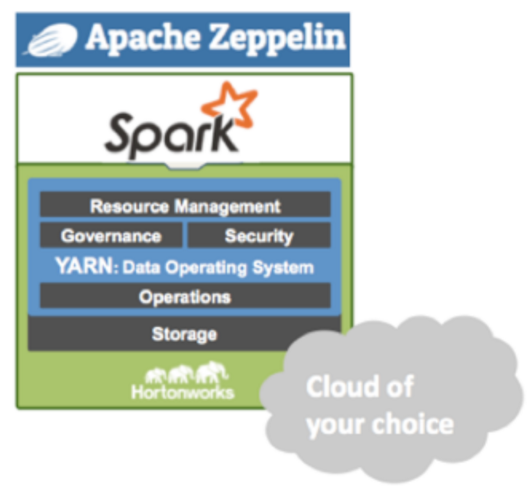 Apache Zeppelin
Spark
Resource Management
Governance Security
YARN: Data Operating System
Operations
Storage
Hortonworks
Cloud of
your choice